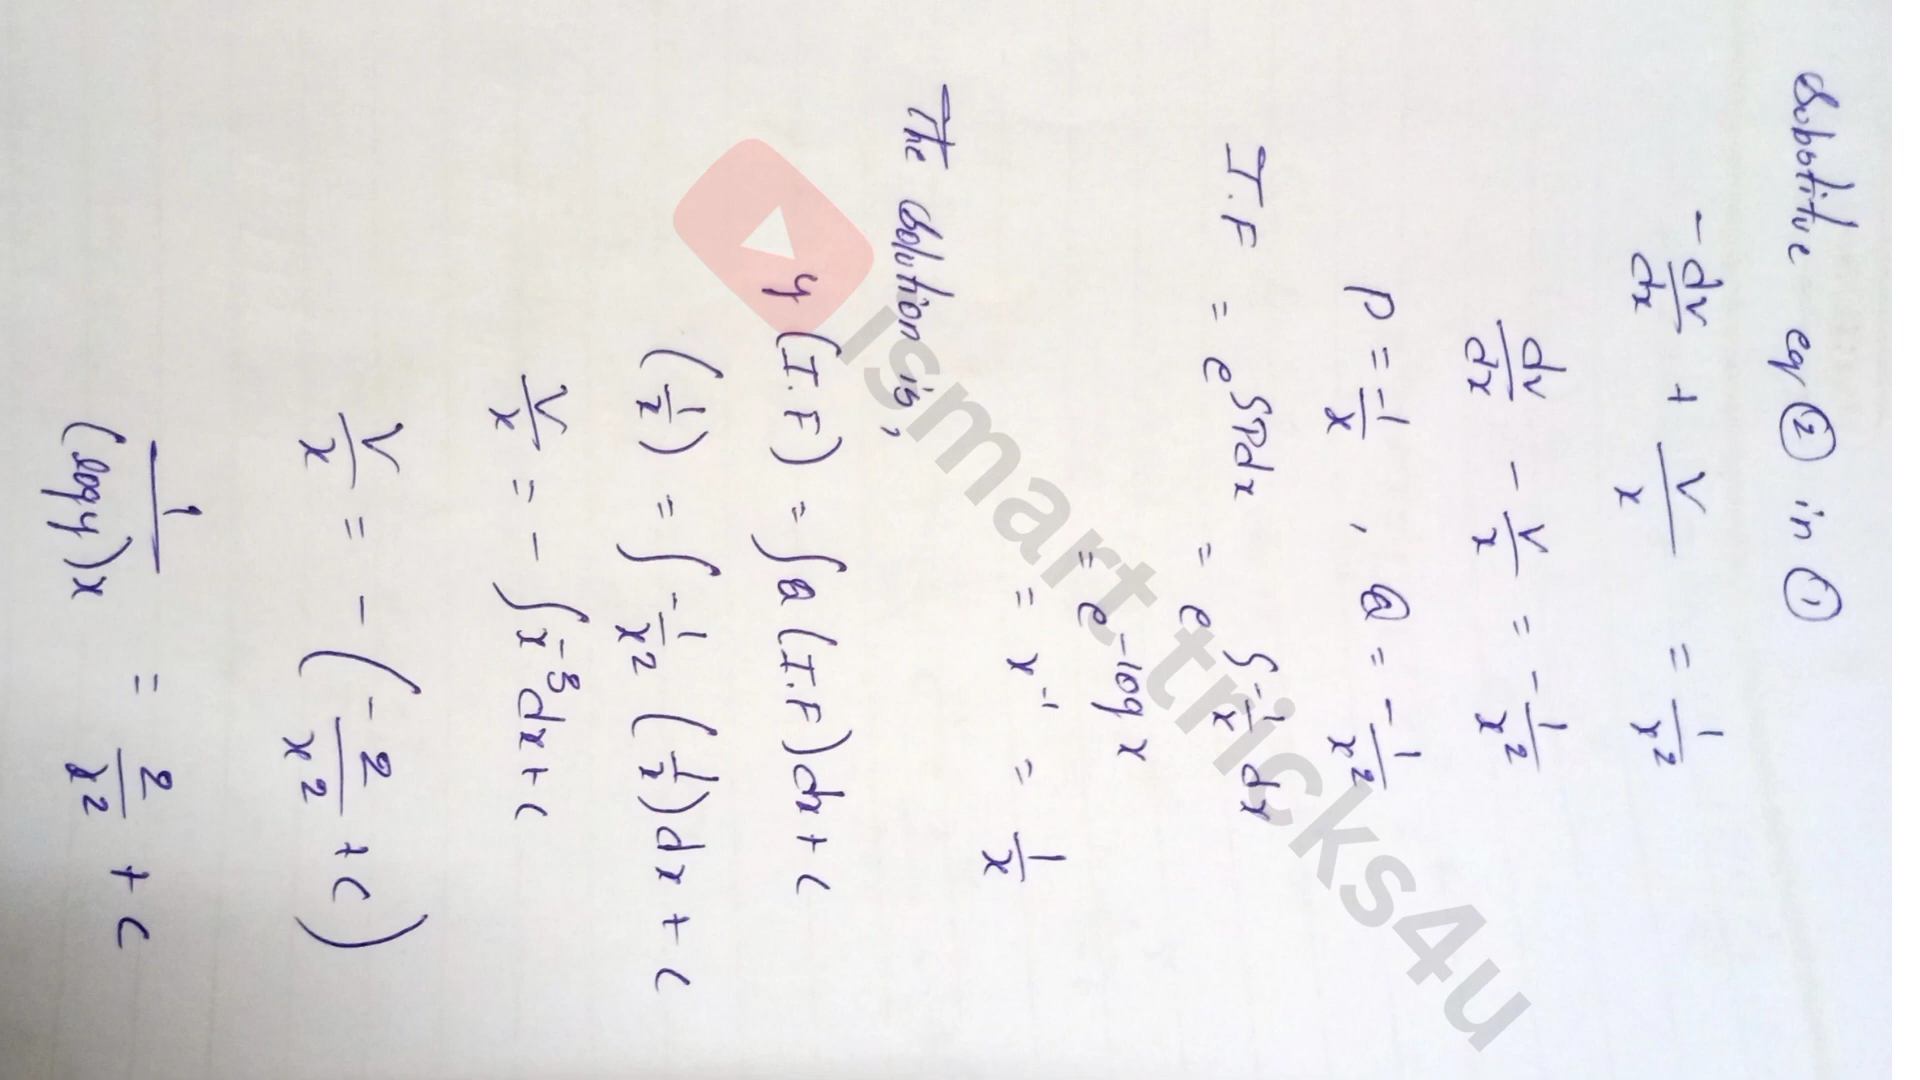 Substitute eq ② in ①
- dv/dx + v/x = 1/x²
dv/dx - v/x = -1/x²
P = -1/x , Q = -1/x²
I.F = e^∫Pdx = e^∫-1/x dx
= e^-log x
= x^-1 = 1/x
The Solution is,
y (I.F) = ∫Q (I.F) dx + c
(1/x) = ∫ -1/x² (1/x) dx + c
v/x = - ∫x^-3 dx + c
v/x = - (-2/x² + c)
1/(logy)x = 2/x² + c
ismart tricks4u